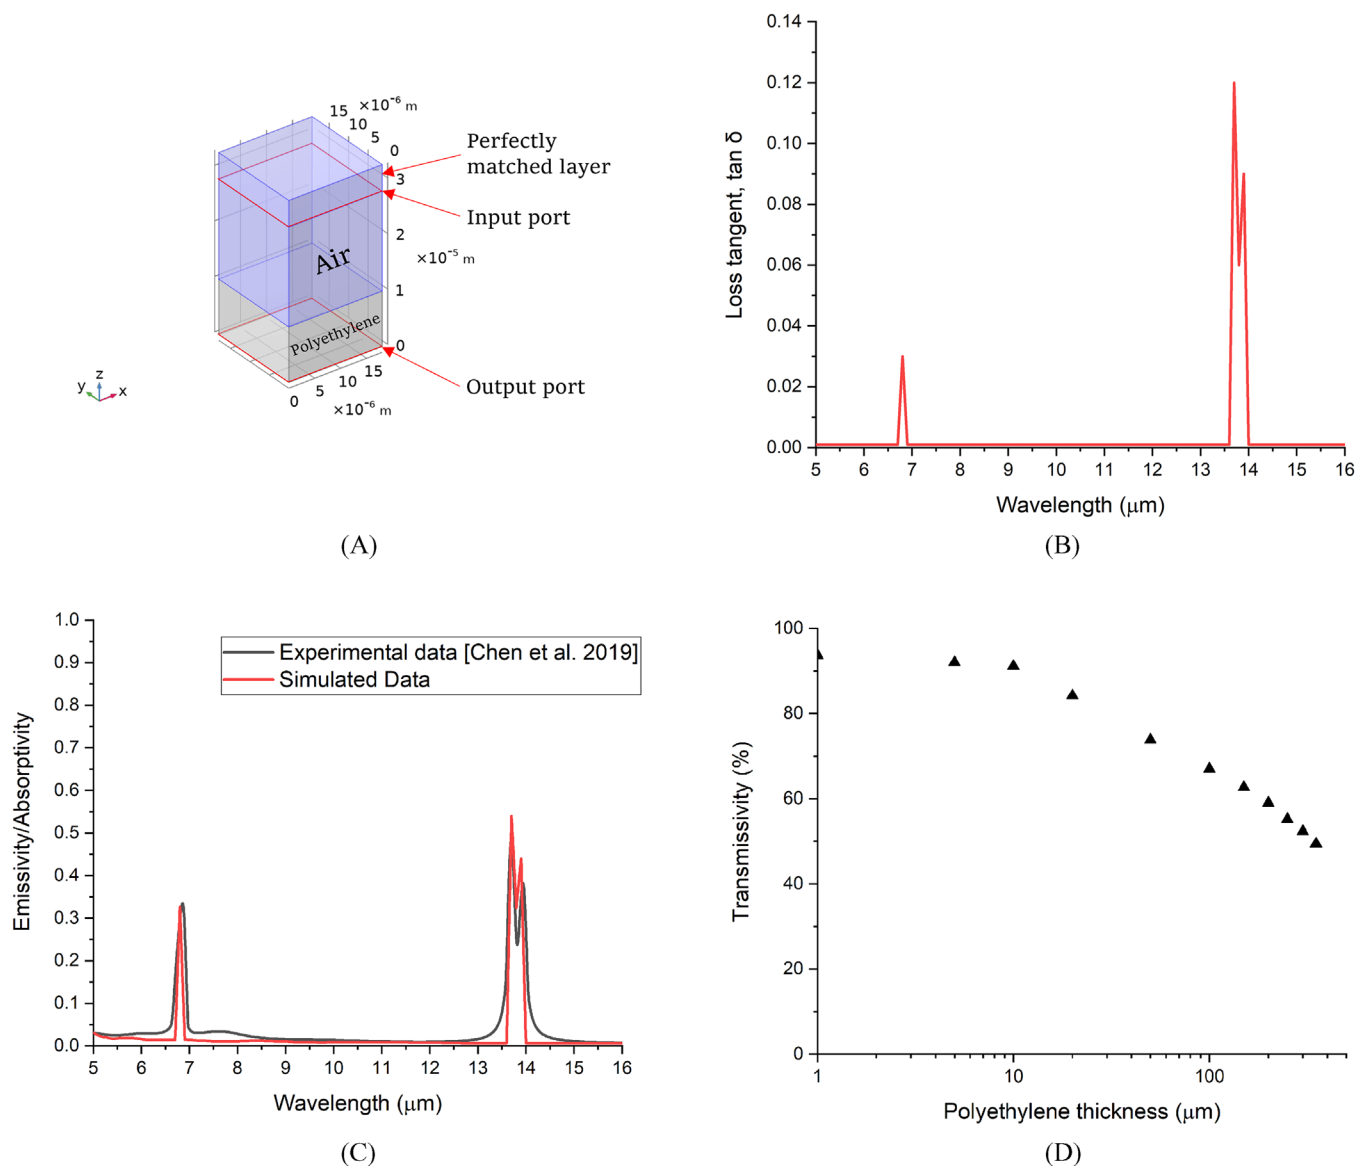 15 ×10⁻⁶ m
10
5
0
Perfectly
matched layer
3
Input port
2
Air
×10⁻⁵ m
1
Polyethylene
0
Output port
15
10
5
0
×10⁻⁶ m
y z x
(A)
0.14
0.12
0.10
0.08
0.06
0.04
0.02
0.00
Loss tangent, tan δ
5 6 7 8 9 10 11 12 13 14 15 16
Wavelength (μm)
(B)
1.0
0.9
0.8
0.7
0.6
0.5
0.4
0.3
0.2
0.1
0.0
Emissivity/Absorptivity
Experimental data [Chen et al. 2019]
Simulated Data
5 6 7 8 9 10 11 12 13 14 15 16
Wavelength (μm)
(C)
100
80
60
40
20
0
Transmissivity (%)
1 10 100
Polyethylene thickness (μm)
(D)